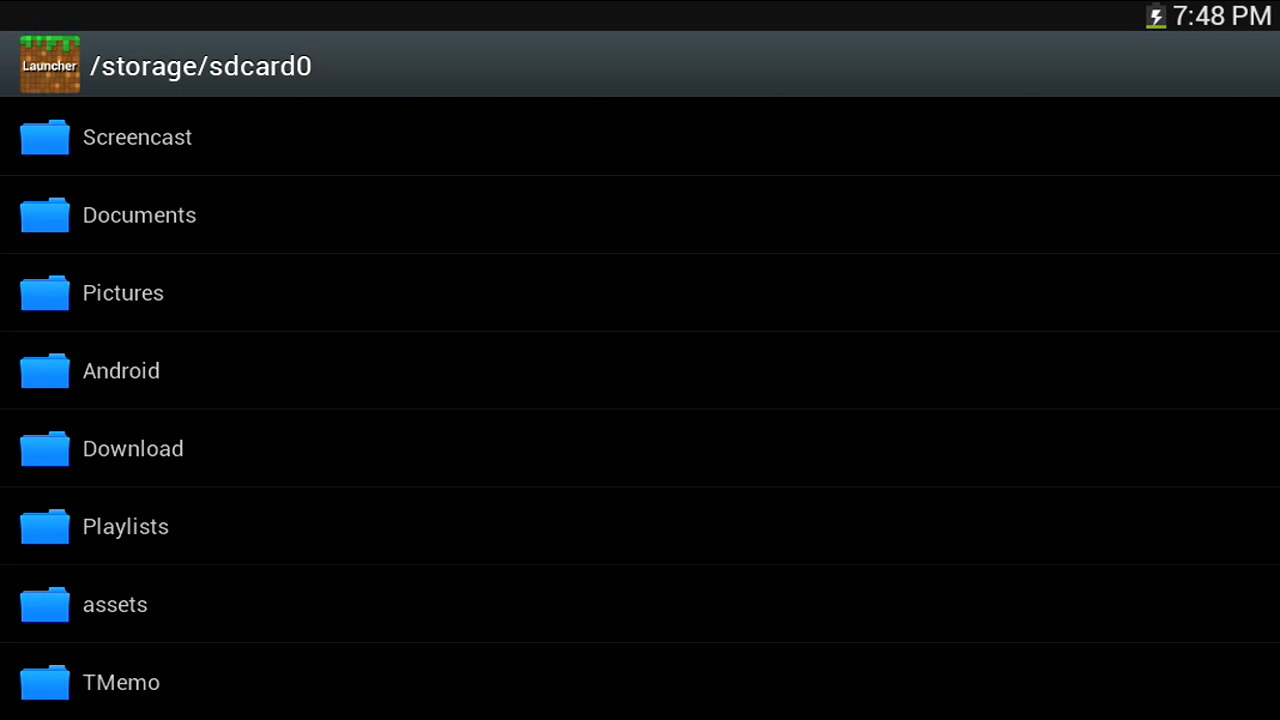 7:48 PM
Launcher
/storage/sdcard0
Screencast
Documents
Pictures
Android
Download
Playlists
assets
TMemo